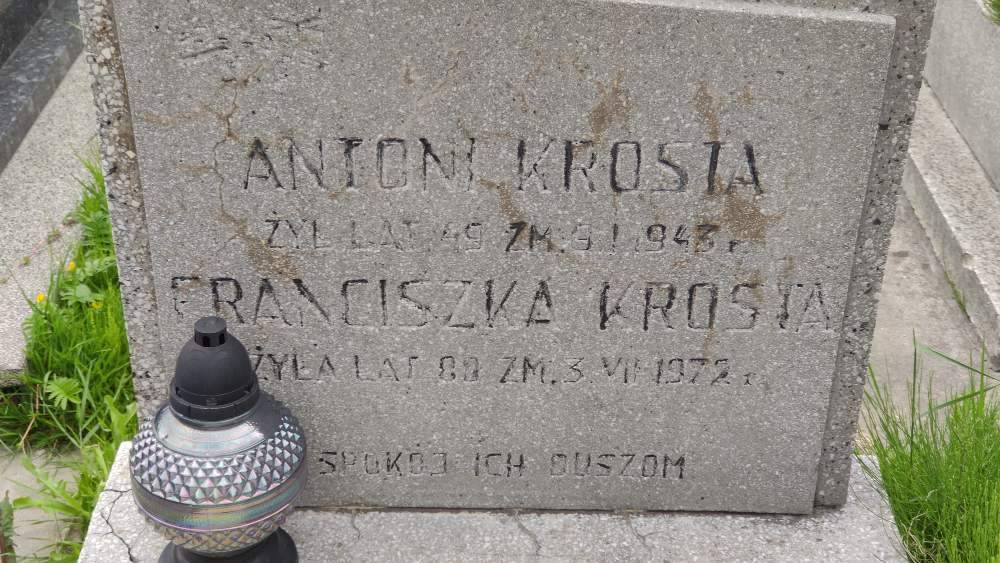 ANTONI KROSTA
ŻYŁ LAT 49 ZM. 9.I.1943 r.
FRANCISZKA KROSTA
ŻYŁA LAT 80 ZM. 3.VII.1972 r.
SPOKÓJ ICH DUSZOM